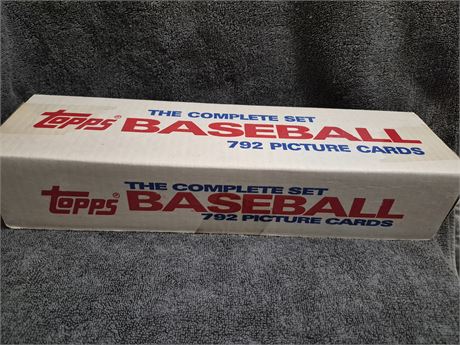 THE COMPLETE SET
Topps® BASEBALL
792 PICTURE CARDS
THE COMPLETE SET
Topps® BASEBALL
792 PICTURE CARDS